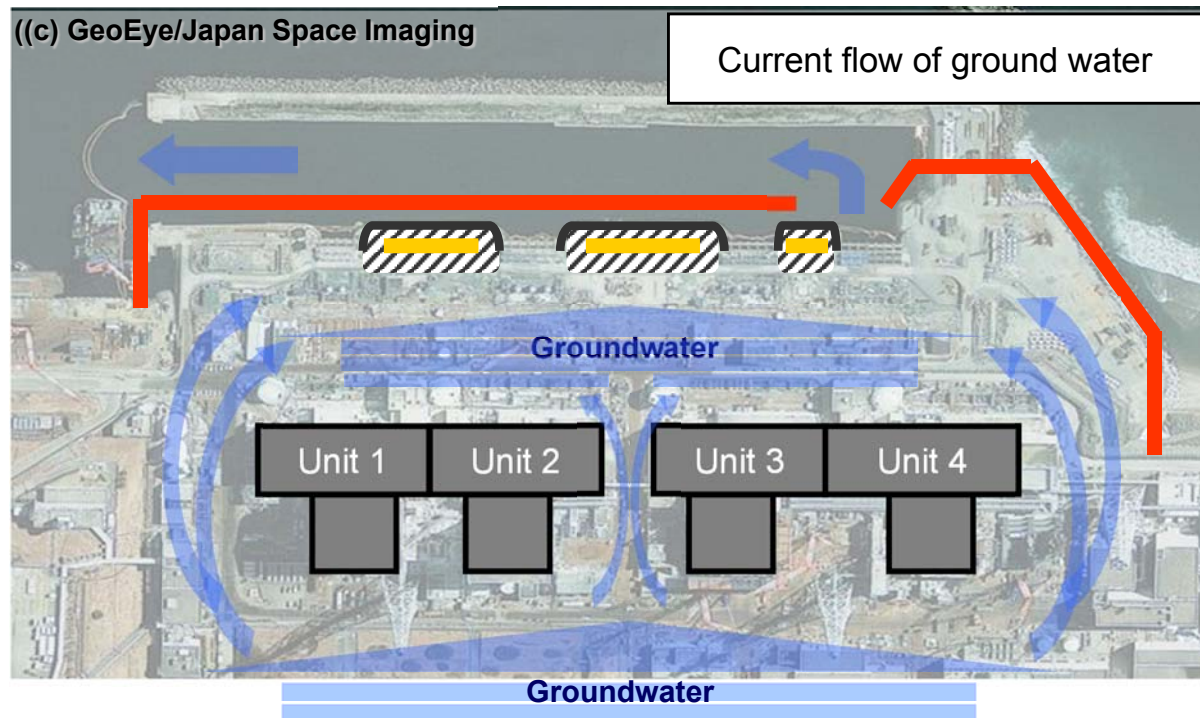 ((c) GeoEye/Japan Space Imaging
Current flow of ground water
Groundwater
Unit 1
Unit 2
Unit 3
Unit 4
Groundwater